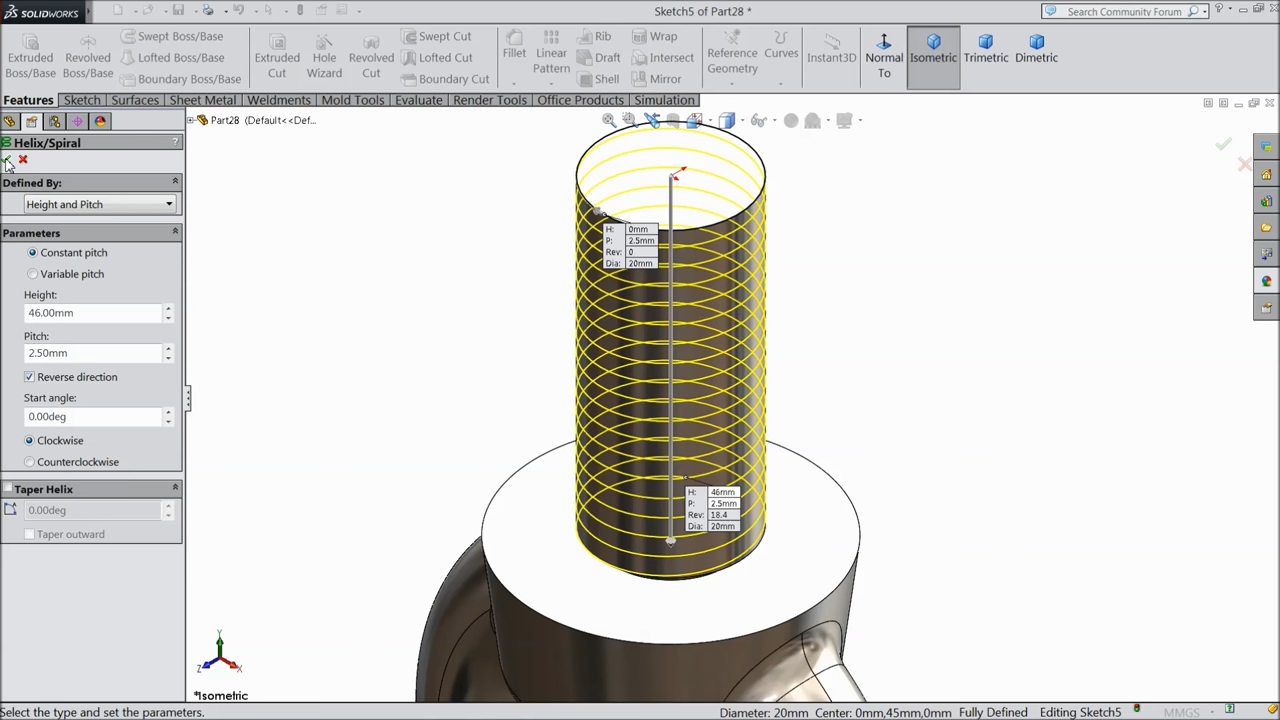 SOLIDWORKS
Sketch5 of Part28 *
Search Community Forum
Extruded Boss/Base
Revolved Boss/Base
Swept Boss/Base
Lofted Boss/Base
Boundary Boss/Base
Extruded Cut
Hole Wizard
Revolved Cut
Swept Cut
Lofted Cut
Boundary Cut
Fillet
Linear Pattern
Rib
Draft
Shell
Wrap
Intersect
Mirror
Reference Geometry
Curves
Instant3D
Normal To
Isometric
Trimetric
Dimetric
Features
Sketch
Surfaces
Sheet Metal
Weldments
Mold Tools
Evaluate
Render Tools
Office Products
Simulation
Part28 (Default<<Def...
Helix/Spiral
?
Defined By:
Height and Pitch
Parameters
Constant pitch
Variable pitch
Height:
46.00mm
Pitch:
2.50mm
Reverse direction
Start angle:
0.00deg
Clockwise
Counterclockwise
Taper Helix
0.00deg
Taper outward
H: 0mm
P: 2.5mm
Rev: 0
Dia: 20mm
H: 46mm
P: 2.5mm
Rev: 18.4
Dia: 20mm
Y
Z
X
*Isometric
Select the type and set the parameters.
Diameter: 20mm Center: 0mm,45mm,0mm
Fully Defined
Editing Sketch5
MMGS